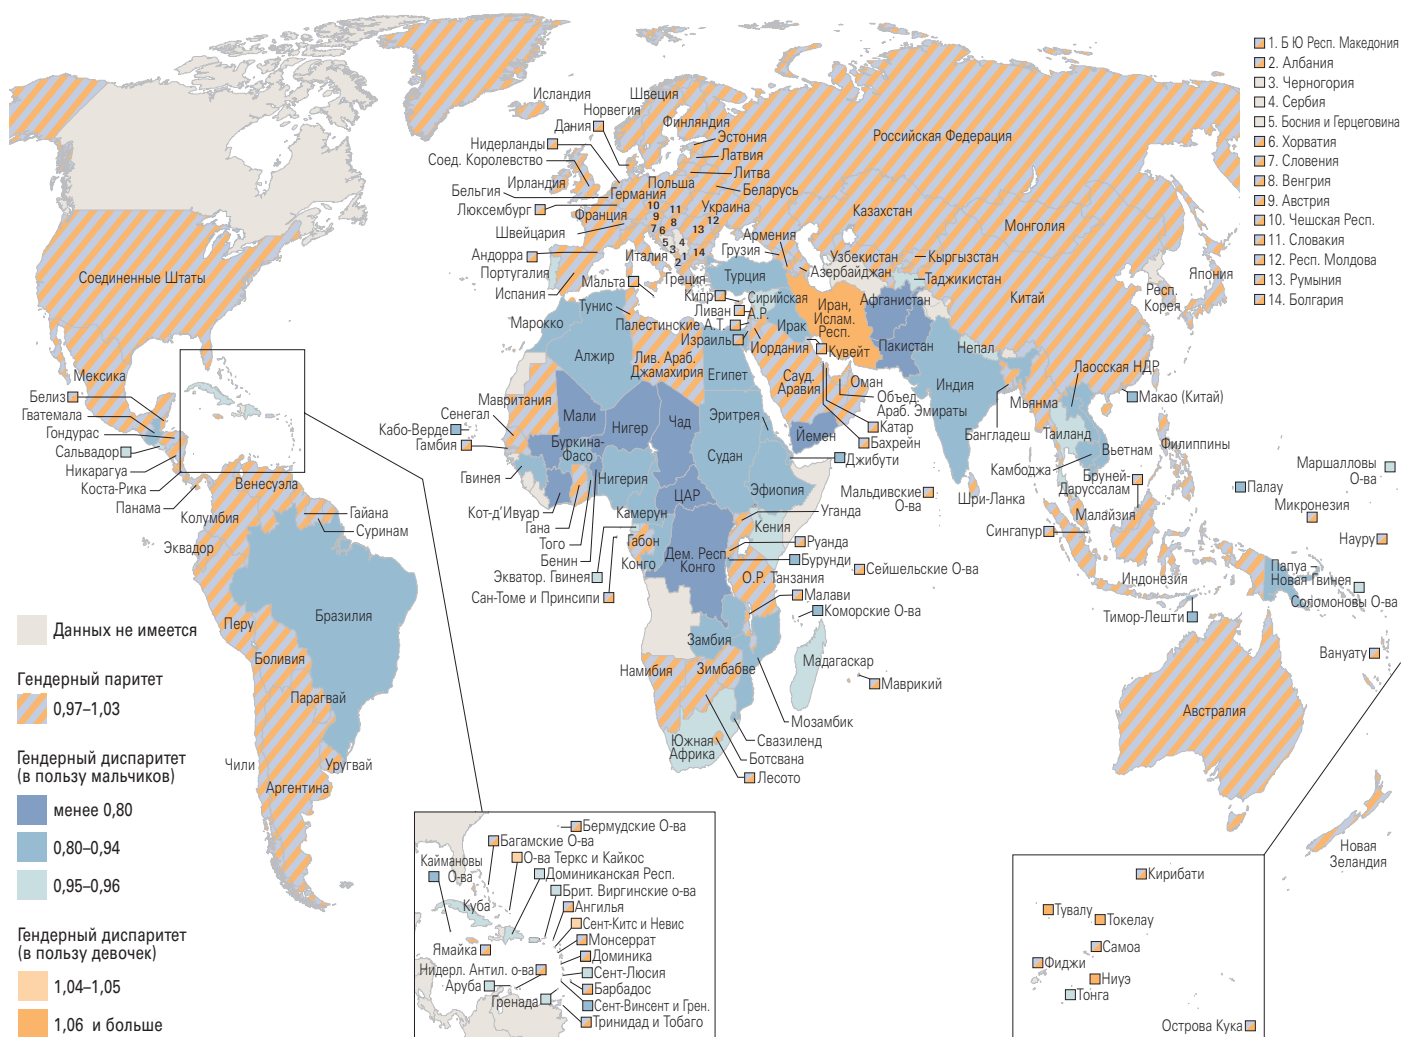 1. Б Ю Респ. Македония
2. Албания
3. Черногория
4. Сербия
5. Босния и Герцеговина
6. Хорватия
7. Словения
8. Венгрия
9. Австрия
10. Чешская Респ.
11. Словакия
12. Респ. Молдова
13. Румыния
14. Болгария
Исландия
Норвегия
Швеция
Дания
Финляндия
Нидерланды
Эстония
Соед. Королевство
Латвия
Литва
Ирландия
Польша
Беларусь
Бельгия
Германия
Люксембург
Франция
Украина
Швейцария
10
11
9
8
12
7
6
13
5
4
3
14
1
2
Российская Федерация
Казахстан
Монголия
Армения
Грузия
Узбекистан
Кыргызстан
Андорра
Италия
Азербайджан
Таджикистан
Португалия
Испания
Мальта
Греция
Турция
Китай
Япония
Респ.
Корея
Кипр
Сирийская
А.Р.
Ливан
Иран,
Ислам.
Респ.
Афганистан
Тунис
Марокко
Палестинские А.Т.
Израиль
Ирак
Иордания
Кувейт
Пакистан
Непал
Алжир
Лив. Араб.
Джамахирия
Египет
Сауд.
Аравия
Оман
Объед.
Араб. Эмираты
Катар
Бахрейн
Индия
Бангладеш
Мьянма
Лаосская НДР
Макао (Китай)
Таиланд
Вьетнам
Камбоджа
Филиппины
Бруней-
Даруссалам
Малайзия
Сингапур
Шри-Ланка
Мальдивские
О-ва
Индонезия
Тимор-Лешти
Папуа
Новая Гвинея
Соломоновы О-ва
Маршалловы
О-ва
Палау
Микронезия
Науру
Вануату
Австралия
Новая
Зеландия
Соединенные Штаты
Мексика
Белиз
Гватемала
Гондурас
Сальвадор
Никарагуа
Коста-Рика
Панама
Венесуэла
Колумбия
Гайана
Суринам
Эквадор
Перу
Бразилия
Боливия
Парагвай
Чили
Уругвай
Аргентина
Мавритания
Сенегал
Кабо-Верде
Гамбия
Гвинея
Мали
Буркина-
Фасо
Нигер
Чад
Эритрея
Судан
Йемен
Джибути
Нигерия
Эфиопия
Кот-д'Ивуар
Гана
Того
Бенин
Камерун
ЦАР
Уганда
Кения
Экватор. Гвинея
Сан-Томе и Принсипи
Габон
Конго
Дем. Респ.
Конго
Руанда
Бурунди
О.Р. Танзания
Сейшельские О-ва
Малави
Коморские О-ва
Замбия
Намибия
Зимбабве
Мадагаскар
Маврикий
Мозамбик
Свазиленд
Ботсвана
Южная
Африка
Лесото
Данных не имеется
Гендерный паритет
0,97–1,03
Гендерный диспаритет
(в пользу мальчиков)
менее 0,80
0,80–0,94
0,95–0,96
Гендерный диспаритет
(в пользу девочек)
1,04–1,05
1,06 и больше
Бермудские О-ва
Багамские О-ва
О-ва Теркс и Кайкос
Каймановы
О-ва
Доминиканская Респ.
Брит. Виргинские о-ва
Куба
Ангилья
Сент-Китс и Невис
Монсеррат
Ямайка
Доминика
Нидерл. Антил. о-ва
Сент-Люсия
Аруба
Барбадос
Гренада
Сент-Винсент и Грен.
Тринидад и Тобаго
Кирибати
Тувалу
Токелау
Самоа
Фиджи
Ниуэ
Тонга
Острова Кука